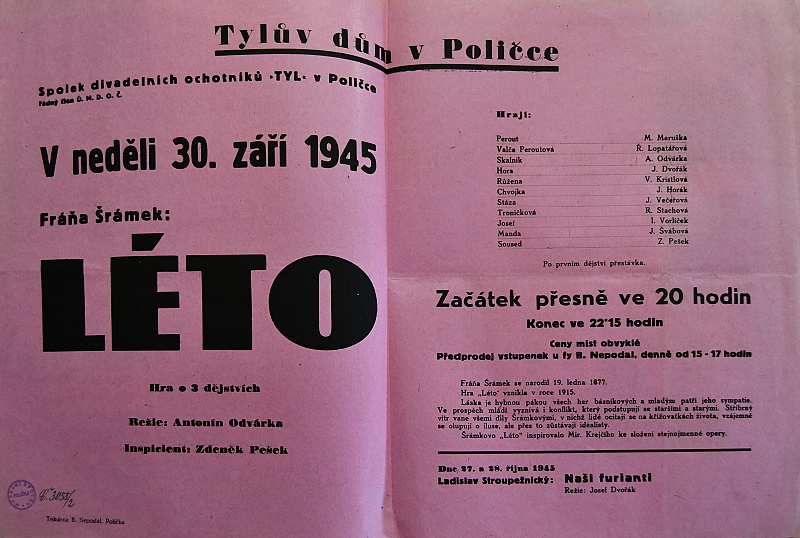 Tylův dům v Poličce
Spolek divadelních ochotníků „TYL“ v Poličce
řádný člen Ú. M. D. O. Č.
V neděli 30. září 1945
Fráňa Šrámek:
LÉTO
Hra o 3 dějstvích
Režie: Antonín Odvárka
Inspicient: Zdeněk Pešek
Tiskárna B. Nepodal, Polička
Hrají:
Perout M. Maruška
Valča Peroutová Ř. Lopatářová
Skalník A. Odvárka
Hora J. Dvořák
Růžena V. Kristlová
Chvojka J. Horák
Stáza J. Večeřová
Troníčková R. Stachová
Josef I. Vorlíček
Manda J. Švábová
Soused Z. Pešek
Po prvním dějství přestávka.
Začátek přesně ve 20 hodin
Konec ve 22˙15 hodin
Ceny míst obvyklé
Předprodej vstupenek u fy B. Nepodal, denně od 15 - 17 hodin
Fráňa Šrámek se narodil 19. ledna 1877.
Hra „Léto“ vznikla v roce 1915.
Láska je hybnou pákou všech her básníkových a mladým patří jeho sympatie.
Ve prospěch mládí vyznívá i konflikt, který podstupují se staršími a starými. Stříbrný
vítr vane všemi díly Šrámkovými, v nichž lidé ocitají se na křižovatkách života, vzájemně
se olupují o iluse, ale přes to zůstávají idealisty.
Šrámkovo „Léto“ inspirovalo Mir. Krejčího ke složení stejnojmenné opery.
Dne 27. a 28. října 1945
Ladislav Stroupežnický: Naši furianti
Režie: Josef Dvořák